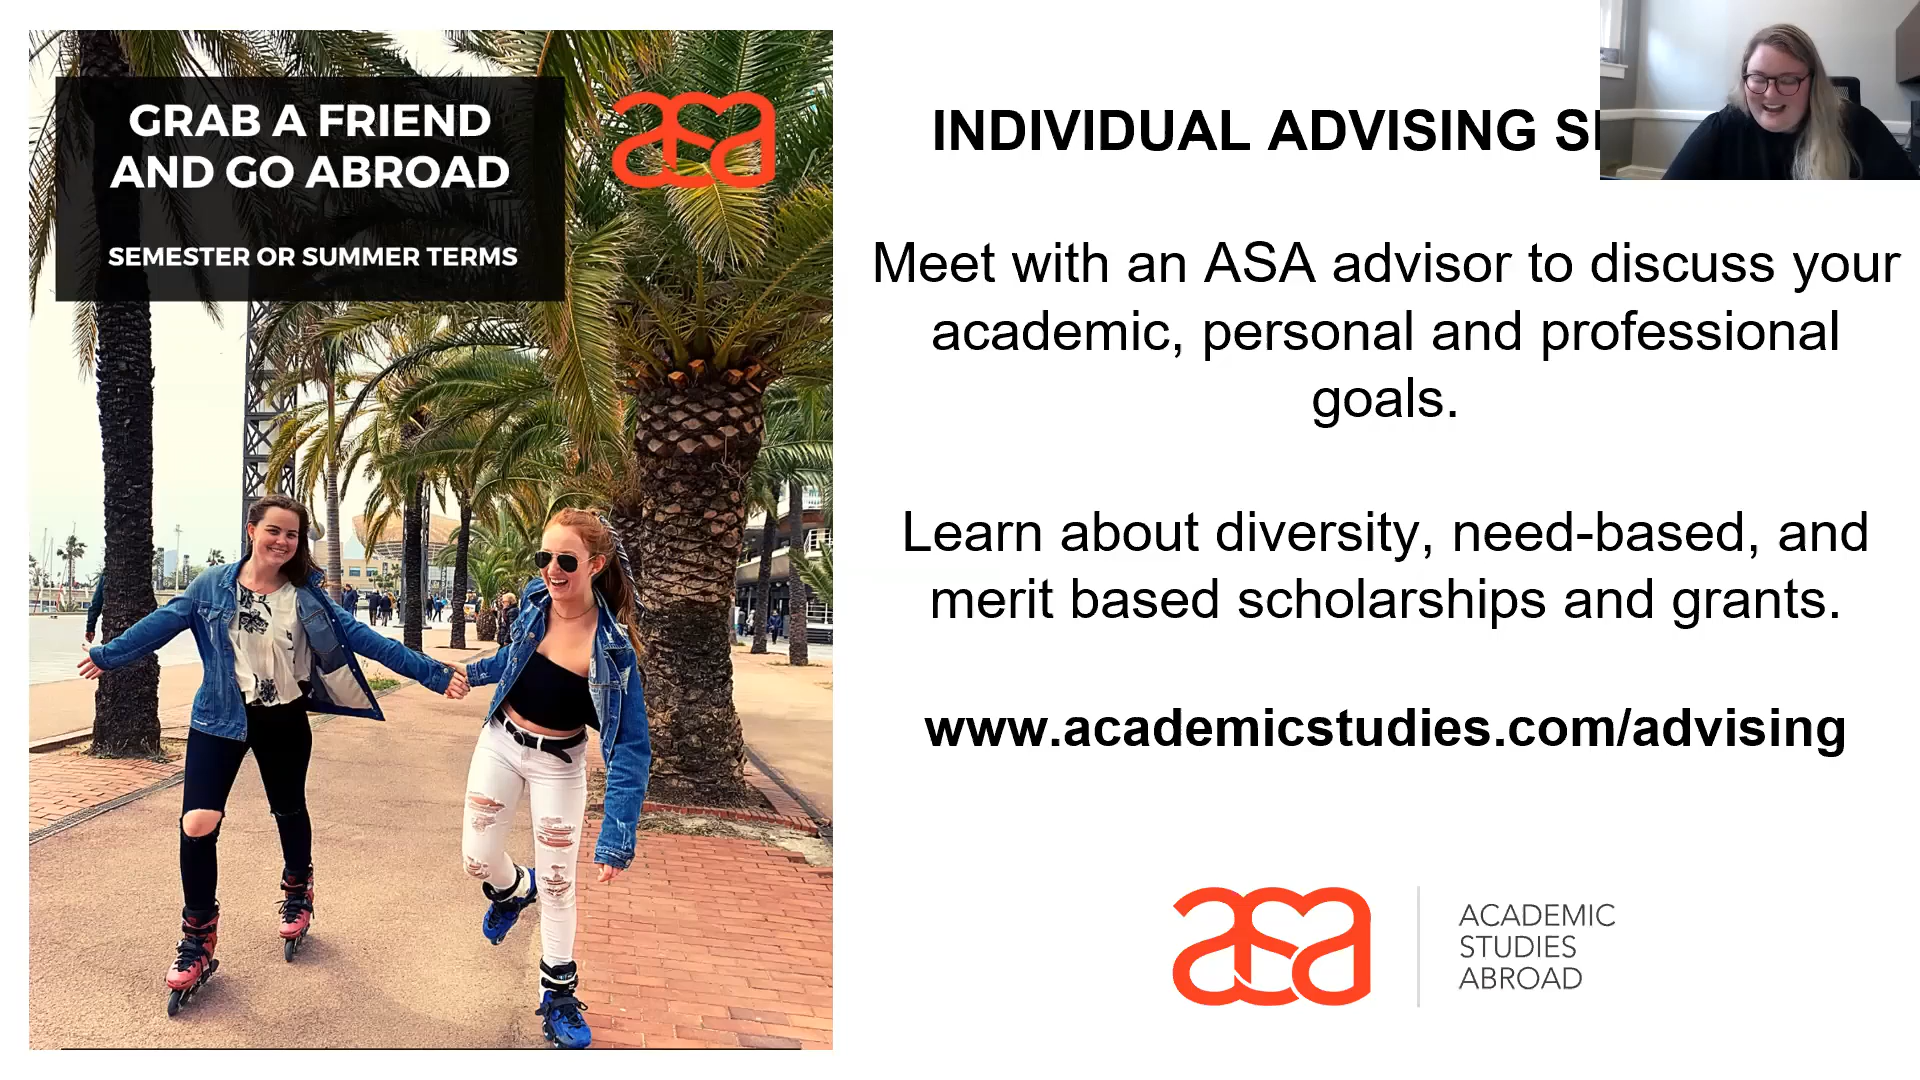 GRAB A FRIEND
AND GO ABROAD
SEMESTER OR SUMMER TERMS
asa
INDIVIDUAL ADVISING
Meet with an ASA advisor to discuss your
academic, personal and professional
goals.
Learn about diversity, need-based, and
merit based scholarships and grants.
www.academicstudies.com/advising
asa
ACADEMIC
STUDIES
ABROAD